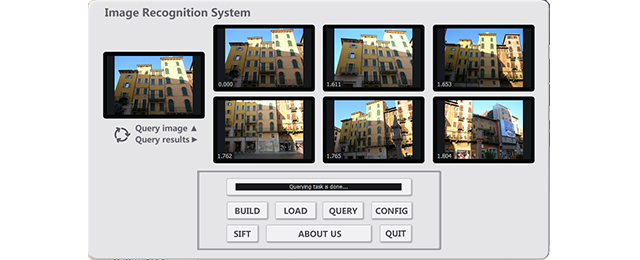 Image Recognition System
0.000
1.611
1.653
Query image ▲
Query results ►
1.762
1.765
1.804
Querying task is done...
BUILD
LOAD
QUERY
CONFIG
SIFT
ABOUT US
QUIT